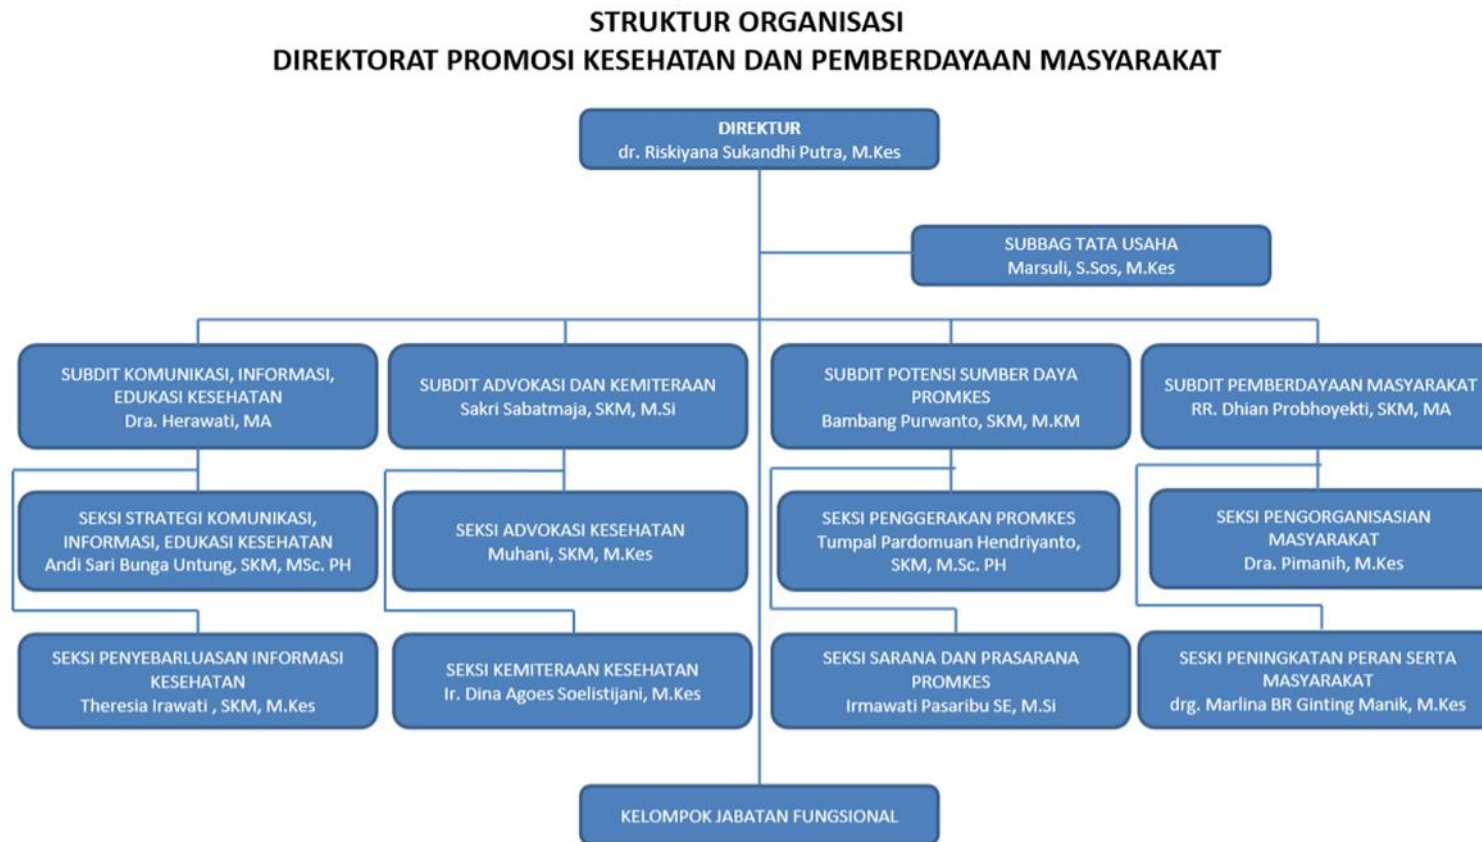 STRUKTUR ORGANISASI
DIREKTORAT PROMOSI KESEHATAN DAN PEMBERDAYAAN MASYARAKAT
DIREKTUR
dr. Riskiyana Sukandhi Putra, M.Kes
SUBBAG TATA USAHA
Marsuli, S.Sos, M.Kes
SUBDIT KOMUNIKASI, INFORMASI,
EDUKASI KESEHATAN
Dra. Herawati, MA
SUBDIT ADVOKASI DAN KEMITERAAN
Sakri Sabatmaja, SKM, M.Si
SUBDIT POTENSI SUMBER DAYA
PROMKES
Bambang Purwanto, SKM, M.KM
SUBDIT PEMBERDAYAAN MASYARAKAT
RR. Dhian Probhoyekti, SKM, MA
SEKSI STRATEGI KOMUNIKASI,
INFORMASI, EDUKASI KESEHATAN
Andi Sari Bunga Untung, SKM, MSc. PH
SEKSI ADVOKASI KESEHATAN
Muhani, SKM, M.Kes
SEKSI PENGGERAKAN PROMKES
Tumpal Pardomuan Hendriyanto,
SKM, M.Sc. PH
SEKSI PENGORGANISASIAN
MASYARAKAT
Dra. Pimanih, M.Kes
SEKSI PENYEBARLUASAN INFORMASI
KESEHATAN
Theresia Irawati , SKM, M.Kes
SEKSI KEMITERAAN KESEHATAN
Ir. Dina Agoes Soelistijani, M.Kes
SEKSI SARANA DAN PRASARANA
PROMKES
Irmawati Pasaribu SE, M.Si
SESKI PENINGKATAN PERAN SERTA
MASYARAKAT
drg. Marlina BR Ginting Manik, M.Kes
KELOMPOK JABATAN FUNGSIONAL